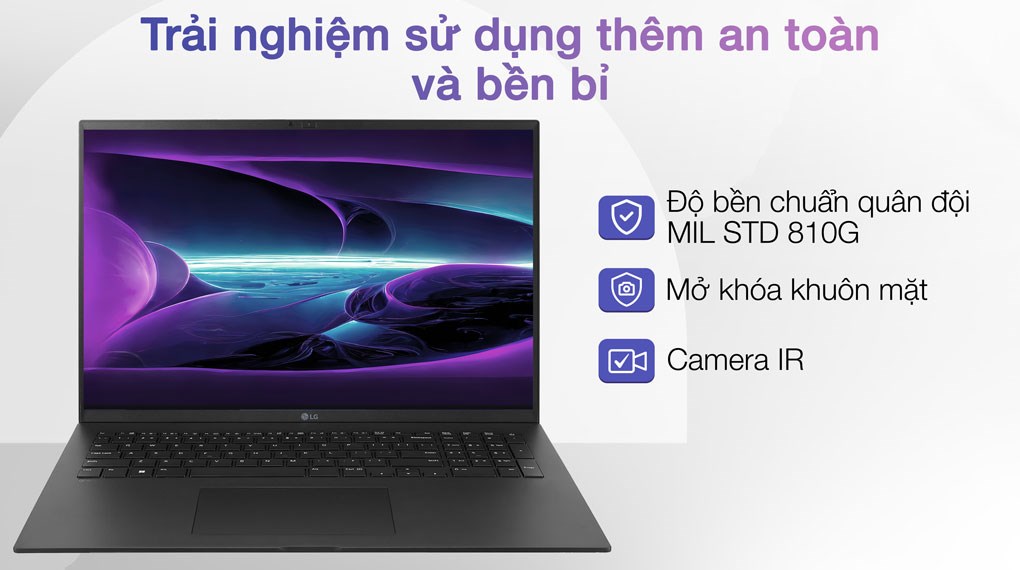 Trải nghiệm sử dụng thêm an toàn
và bền bỉ
Độ bền chuẩn quân đội
MIL STD 810G
Mở khóa khuôn mặt
Camera IR
LG